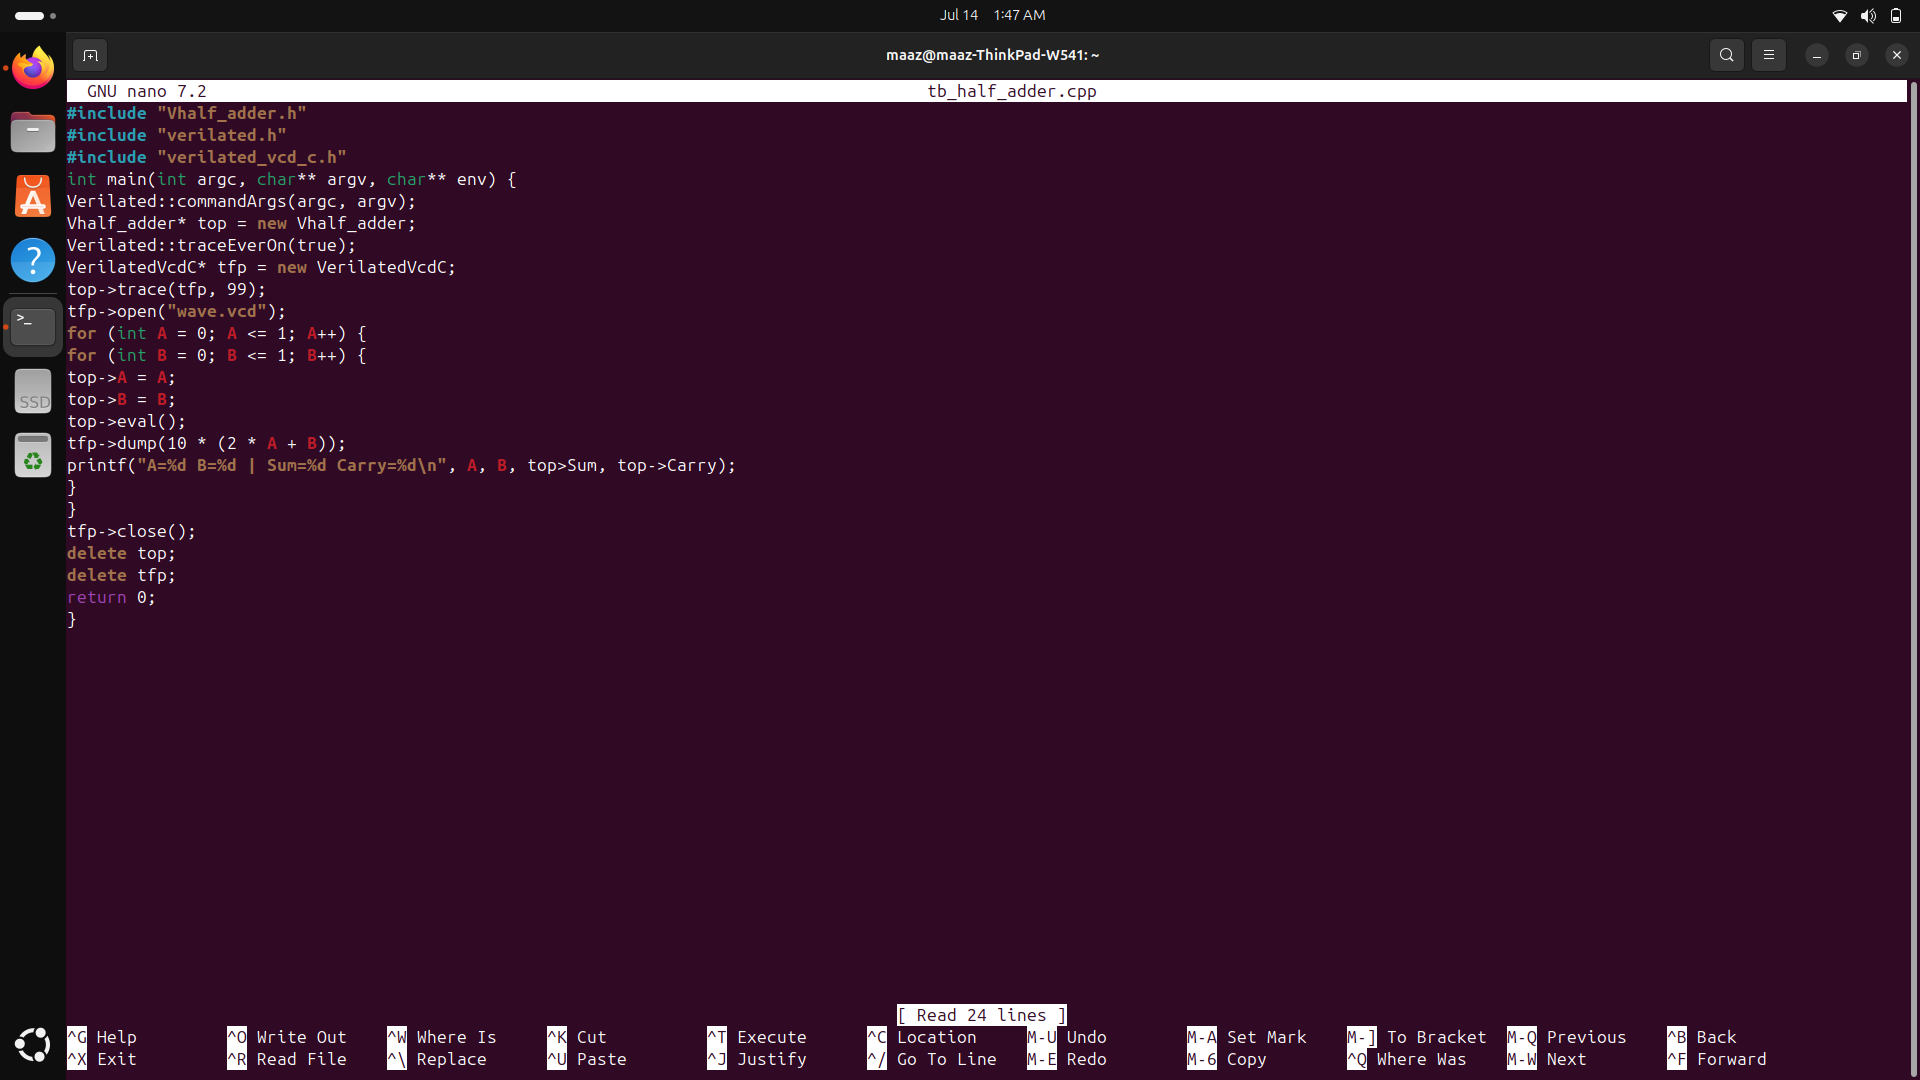 Jul 14 1:47 AM
maaz@maaz-ThinkPad-W541: ~
GNU nano 7.2 tb_half_adder.cpp
#include "Vhalf_adder.h"
#include "verilated.h"
#include "verilated_vcd_c.h"
int main(int argc, char** argv, char** env) {
Verilated::commandArgs(argc, argv);
Vhalf_adder* top = new Vhalf_adder;
Verilated::traceEverOn(true);
VerilatedVcdC* tfp = new VerilatedVcdC;
top->trace(tfp, 99);
tfp->open("wave.vcd");
for (int A = 0; A <= 1; A++) {
for (int B = 0; B <= 1; B++) {
top->A = A;
top->B = B;
top->eval();
tfp->dump(10 * (2 * A + B));
printf("A=%d B=%d | Sum=%d Carry=%d\n", A, B, top>Sum, top->Carry);
}
}
tfp->close();
delete top;
delete tfp;
return 0;
}
SSD
[ Read 24 lines ]
^G Help ^O Write Out ^W Where Is ^K Cut ^T Execute ^C Location M-U Undo M-A Set Mark M-] To Bracket M-Q Previous ^B Back
^X Exit ^R Read File ^\ Replace ^U Paste ^J Justify ^/ Go To Line M-E Redo M-6 Copy ^Q Where Was M-W Next ^F Forward